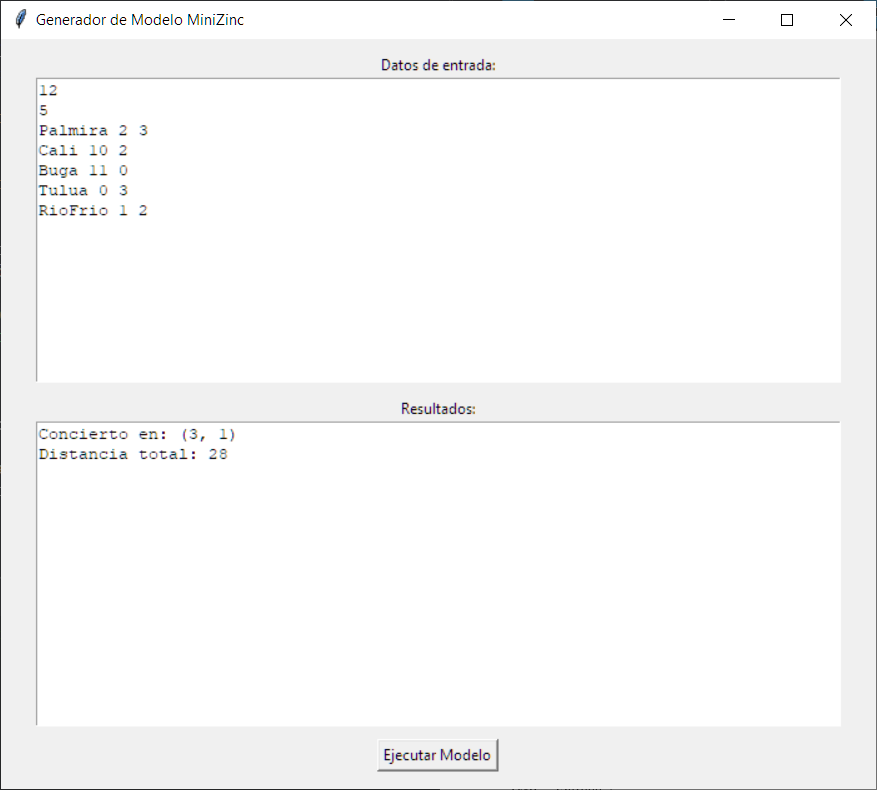 Generador de Modelo MiniZinc
Datos de entrada:
12
5
Palmira 2 3
Cali 10 2
Buga 11 0
Tulua 0 3
RioFrio 1 2
Resultados:
Concierto en: (3, 1)
Distancia total: 28
Ejecutar Modelo